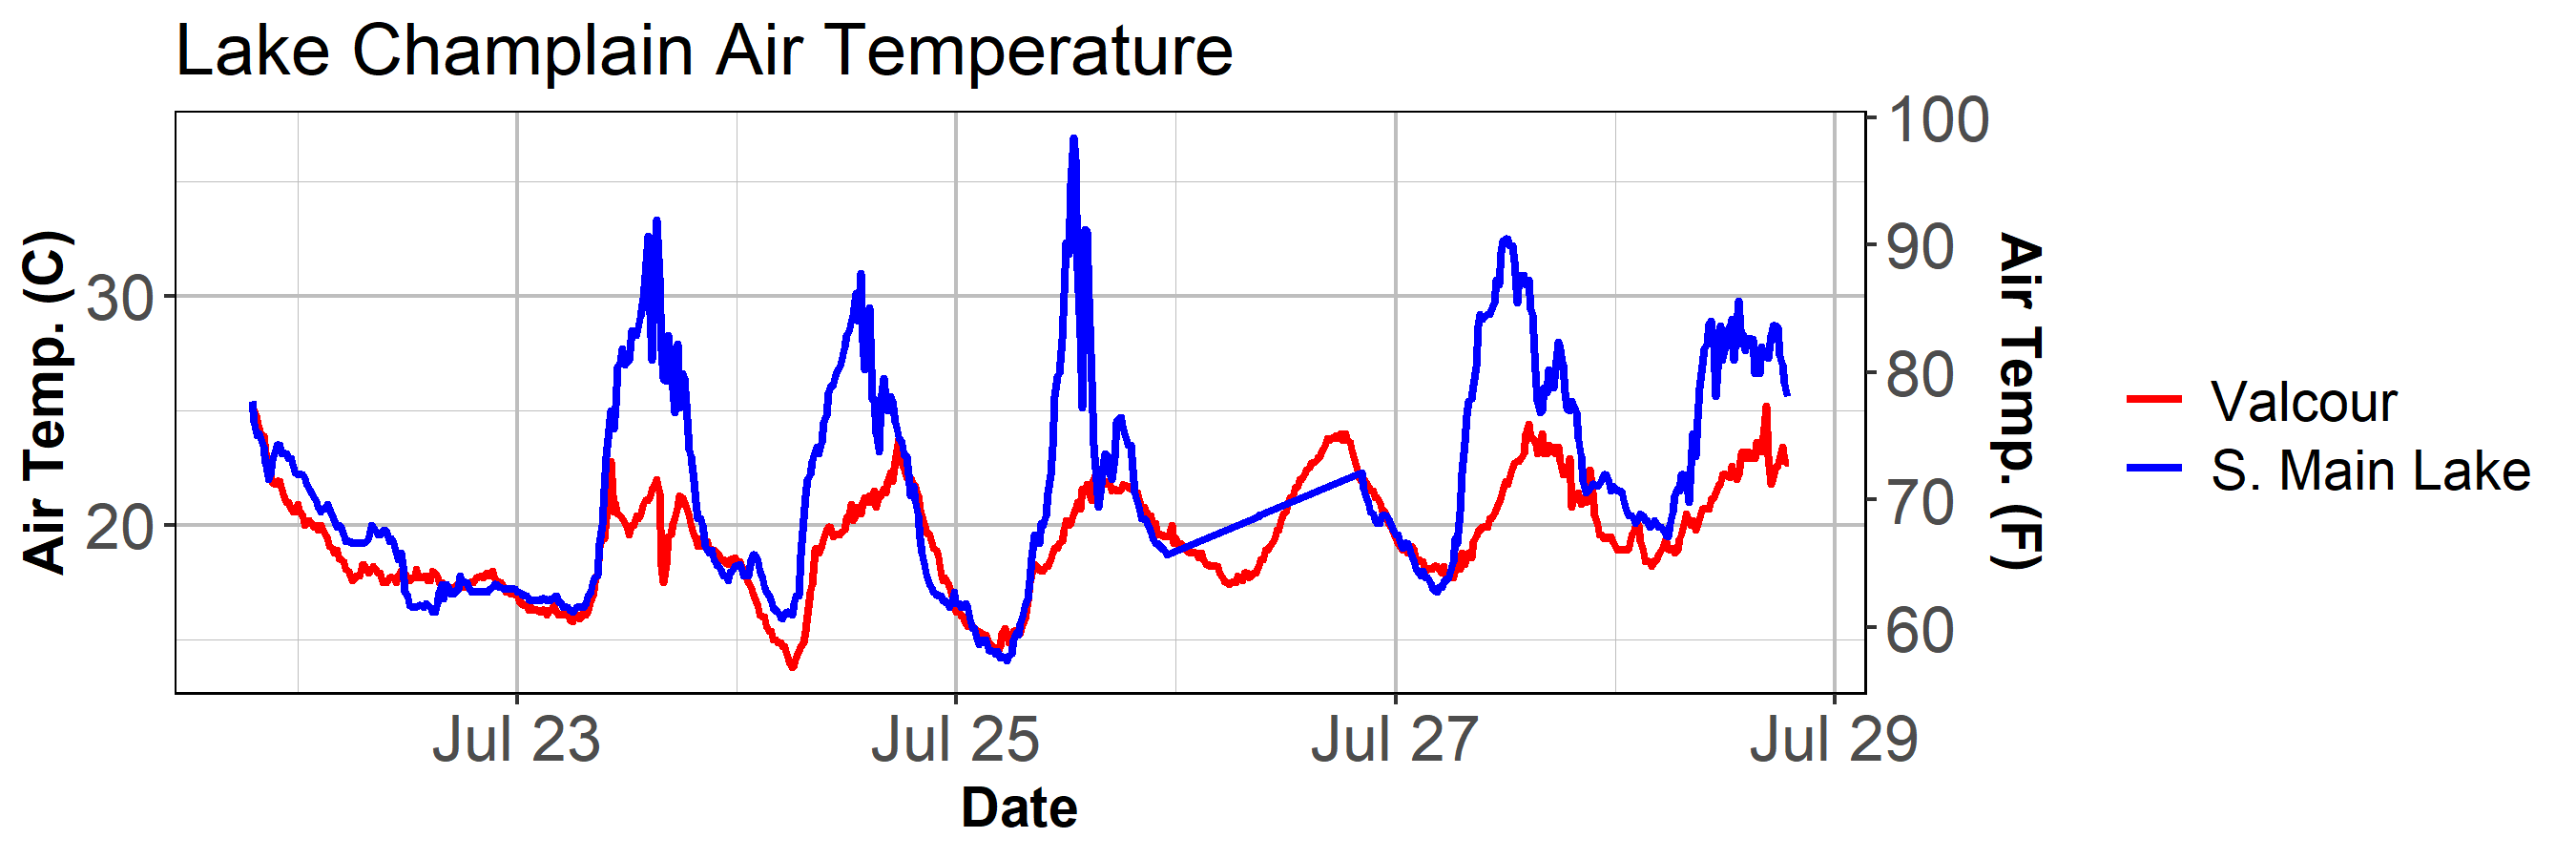 Lake Champlain Air Temperature
Air Temp. (C)
30
20
100
90
80
70
60
Air Temp. (F)
Jul 23
Jul 25
Jul 27
Jul 29
Date
Valcour
S. Main Lake